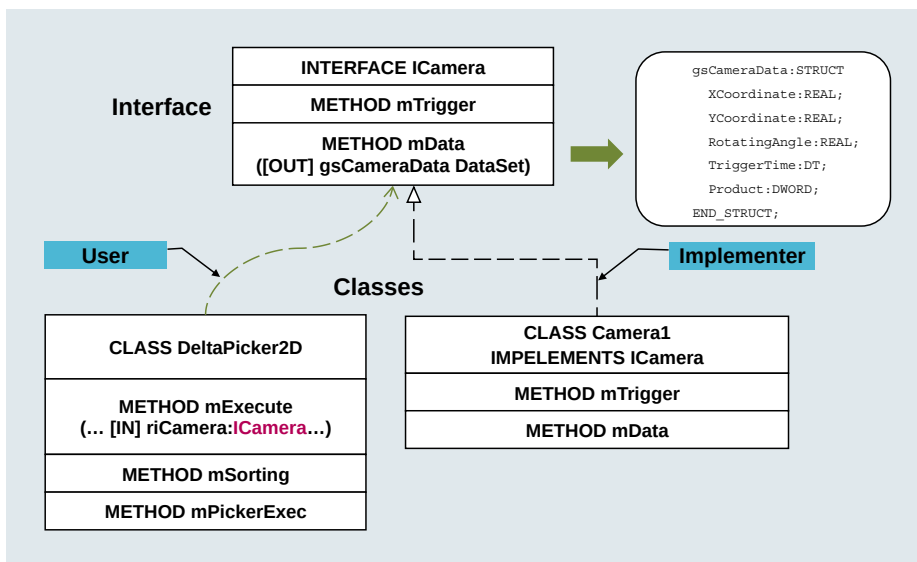 INTERFACE ICamera
METHOD mTrigger
METHOD mData
([OUT] gsCameraData DataSet)
Interface
gsCameraData:STRUCT
XCoordinate:REAL;
YCoordinate:REAL;
RotatingAngle:REAL;
TriggerTime:DT;
Product:DWORD;
END_STRUCT;
User
Implementer
Classes
CLASS DeltaPicker2D
METHOD mExecute
(… [IN] riCamera:ICamera…)
METHOD mSorting
METHOD mPickerExec
CLASS Camera1
IMPELEMENTS ICamera
METHOD mTrigger
METHOD mData